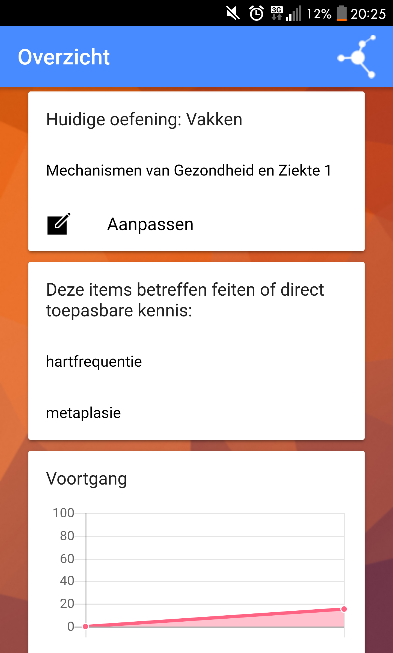 3G 12% 20:25
Overzicht
Huidige oefening: Vakken
Mechanismen van Gezondheid en Ziekte 1
Aanpassen
Deze items betreffen feiten of direct
toepasbare kennis:
hartfrequentie
metaplasie
Voortgang
100
80
60
40
20
0